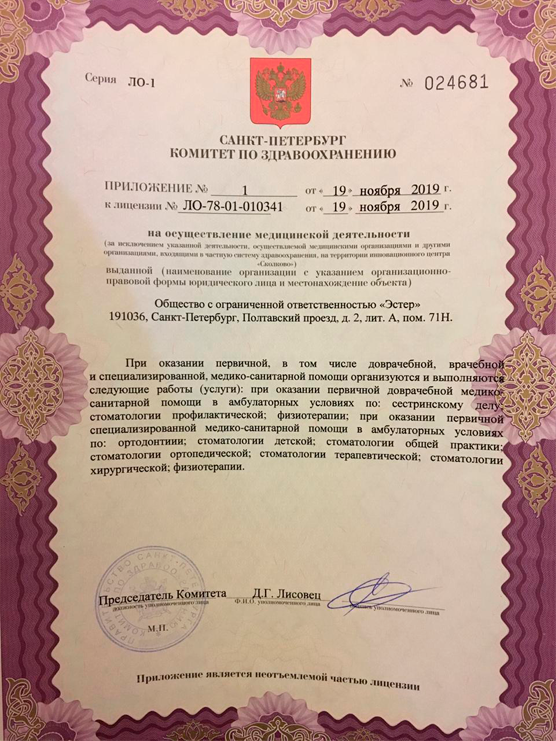 Серия ЛО-1
№ 024681
САНКТ-ПЕТЕРБУРГ
КОМИТЕТ ПО ЗДРАВООХРАНЕНИЮ
ПРИЛОЖЕНИЕ № 1 от «19» ноября 2019 г.
к лицензии № ЛО-78-01-010341 от «19» ноября 2019 г.
на осуществление медицинской деятельности
(за исключением указанной деятельности, осуществляемой медицинскими организациями и другими
организациями, входящими в частную систему здравоохранения, на территории инновационного центра
«Сколково»)
выданной (наименование организации с указанием организационно-
правовой формы юридического лица и местонахождение объекта)
Общество с ограниченной ответственностью «Эстер»
191036, Санкт-Петербург, Полтавский проезд, д. 2, лит. А, пом. 71Н.
При оказании первичной, в том числе доврачебной, врачебной
и специализированной, медико-санитарной помощи организуются и выполняются
следующие работы (услуги): при оказании первичной доврачебной медико-
санитарной помощи в амбулаторных условиях по: сестринскому делу;
стоматологии профилактической; физиотерапии; при оказании первичной
специализированной медико-санитарной помощи в амбулаторных условиях
по: ортодонтиии; стоматологии детской; стоматологии общей практики;
стоматологии ортопедической; стоматологии терапевтической; стоматологии
хирургической; физиотерапии.
Председатель Комитета Д.Г. Лисовец
должность уполномоченного лица Ф.И.О. уполномоченного лица уполномоченного лица
М.П.
Приложение является неотъемлемой частью лицензии